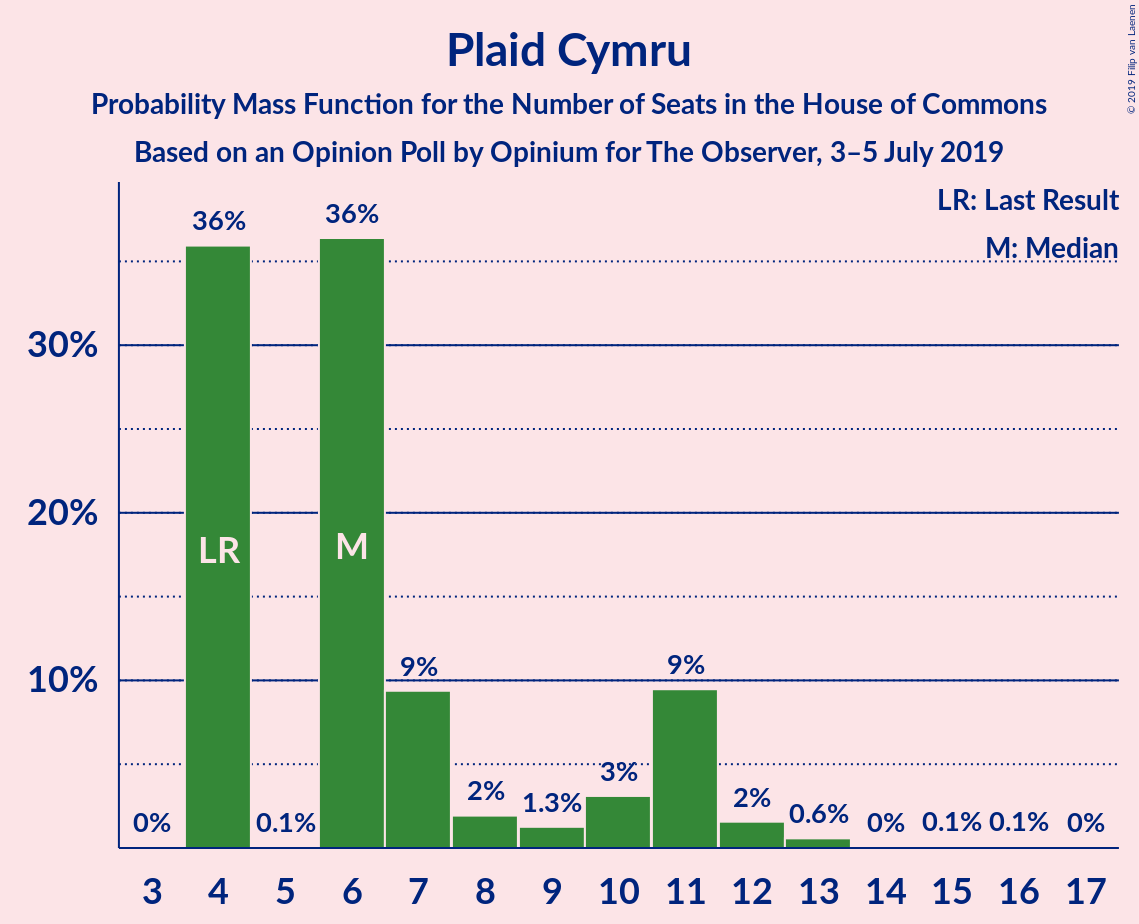 Plaid Cymru
Probability Mass Function for the Number of Seats in the House of Commons
Based on an Opinion Poll by Opinium for The Observer, 3–5 July 2019
© 2019 Filip van Laenen
LR: Last Result
M: Median
36%
36%
30%
20%
10%
LR
M
9%
9%
0%
0.1%
2%
1.3%
3%
2%
0.6%
0%
0.1%
0.1%
0%
3 4 5 6 7 8 9 10 11 12 13 14 15 16 17